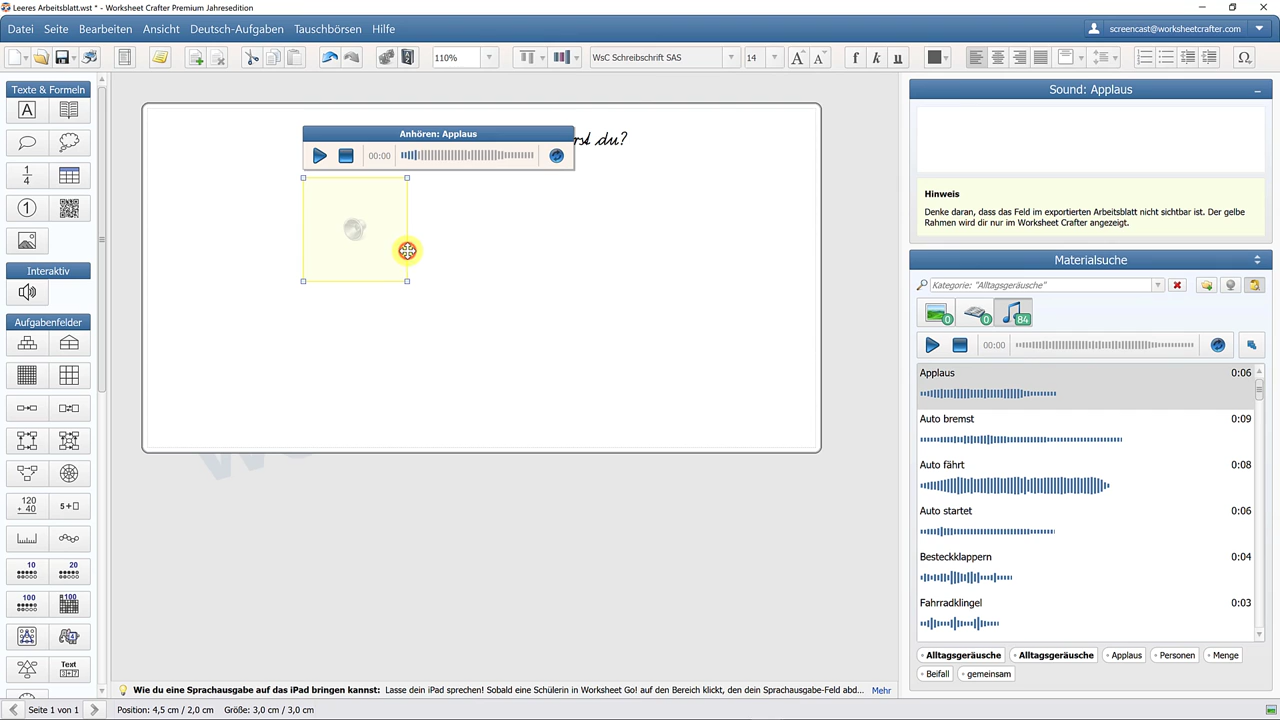 Leeres Arbeitsblatt.wst * - Worksheet Crafter Premium Jahresedition
Datei Seite Bearbeiten Ansicht Deutsch-Aufgaben Tauschbörsen Hilfe
screencast@worksheetcrafter.com
110% WsC Schreibschrift SAS 14 A A f k u Ω
Texte & Formeln
A
1/4
1
Interaktiv
Aufgabenfelder
120 + 40 5+
10 20
100 100
Text
Anhören: Applaus
00:00
du?
Sound: Applaus
Hinweis
Denke daran, dass das Feld im exportierten Arbeitsblatt nicht sichtbar ist. Der gelbe
Rahmen wird dir nur im Worksheet Crafter angezeigt.
Materialsuche
Kategorie: "Alltagsgeräusche"
0 0 84
00:00
Applaus 0:06
Auto bremst 0:09
Auto fährt 0:08
Auto startet 0:06
Besteckklappern 0:04
Fahrradklingel 0:03
Alltagsgeräusche Alltagsgeräusche Applaus Personen Menge
Beifall gemeinsam
Wie du eine Sprachausgabe auf das iPad bringen kannst: Lasse dein iPad sprechen! Sobald eine Schülerin in Worksheet Go! auf den Bereich klickt, den dein Sprachausgabe-Feld abd... Mehr
Seite 1 von 1 Position: 4,5 cm / 2,0 cm Größe: 3,0 cm / 3,0 cm